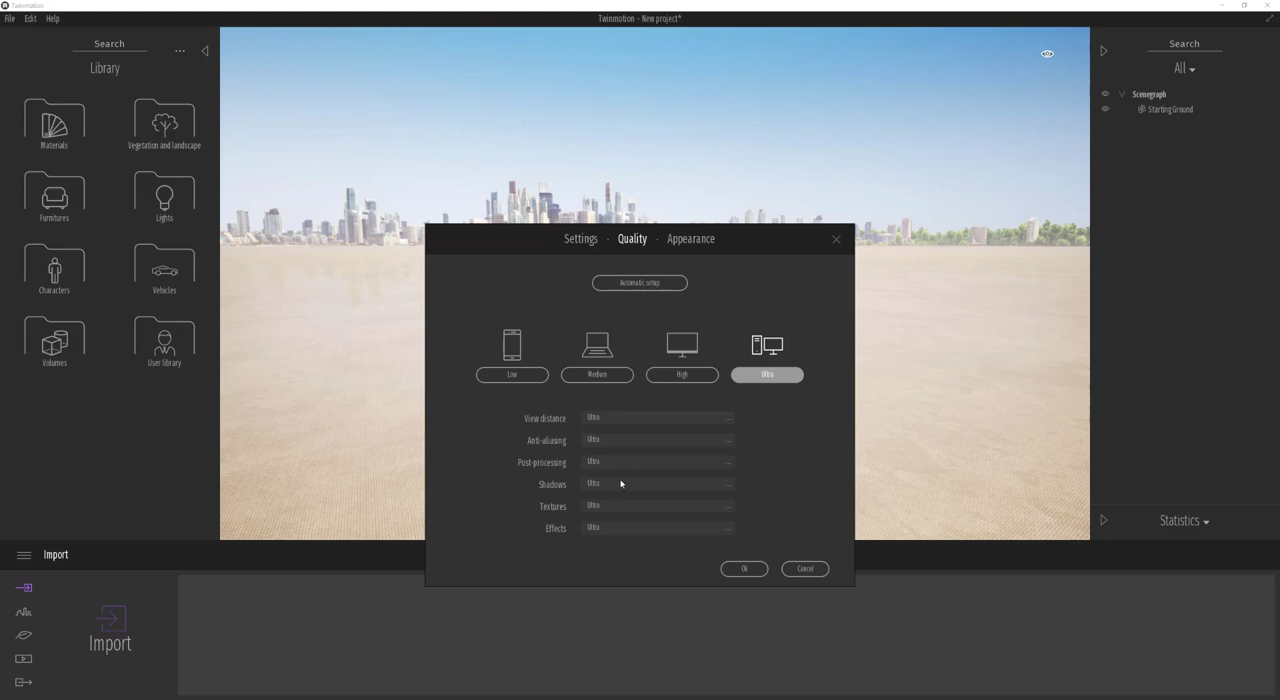 Twinmotion
File Edit Help
Twinmotion - New project*
Search
...
Library
Materials
Vegetation and landscape
Furnitures
Lights
Characters
Vehicles
Volumes
User library
Settings · Quality · Appearance
Automatic setup
Low
Medium
High
Ultra
View distance Ultra ...
Anti-aliasing Ultra ...
Post-processing Ultra ...
Shadows Ultra ...
Textures Ultra ...
Effects Ultra ...
Ok
Cancel
Search
All
Scenegraph
Starting Ground
Statistics
Import
Import